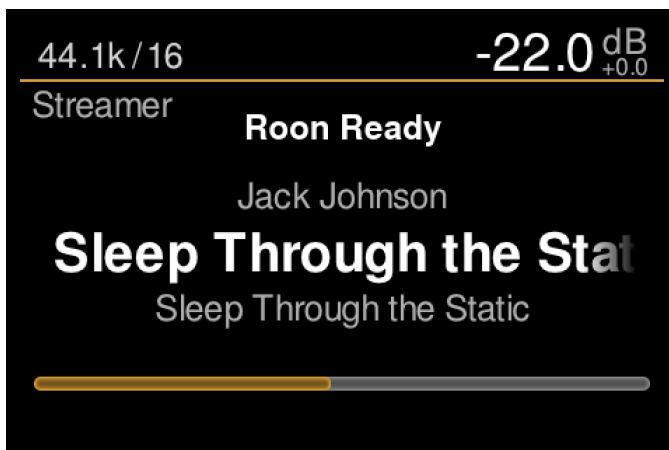 44.1k/16
-22.0 dB
+0.0
Streamer
Roon Ready
Jack Johnson
Sleep Through the Stat
Sleep Through the Static